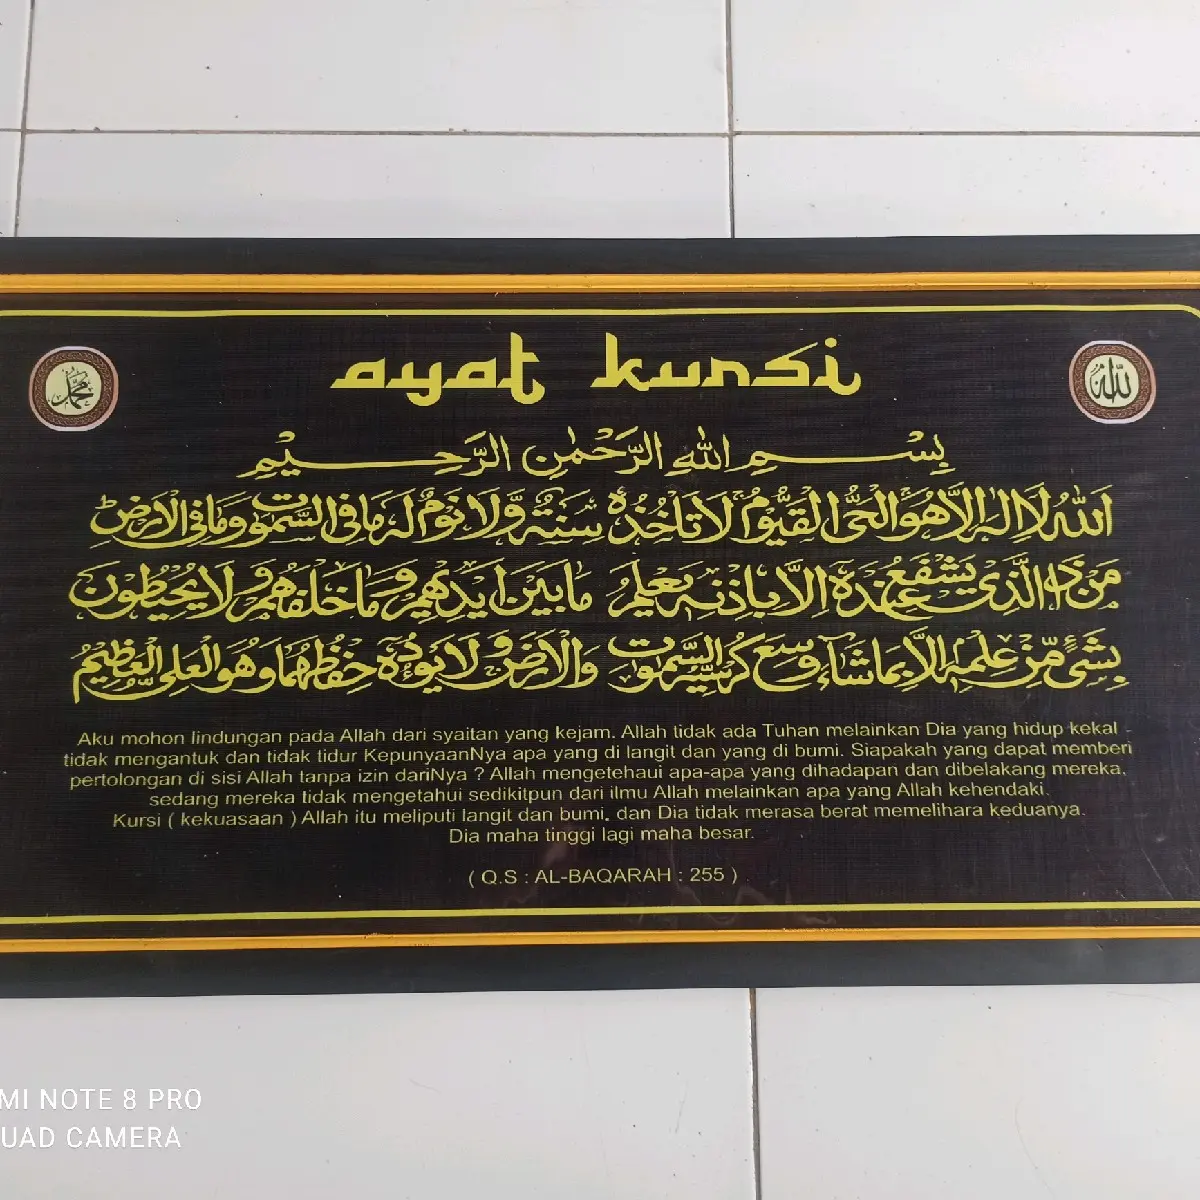 ayat kursi
محمد
الله
بِسْمِ اللهِ الرَّحْمٰنِ الرَّحِيْمِ
اَللهُ لَا اِلٰهَ اِلَّا هُوَ الْحَيُّ الْقَيُّوْمُ لَا تَأْخُذُهٗ سِنَةٌ وَّلَا نَوْمٌ لَهٗ مَا فِى السَّمٰوٰتِ وَمَا فِى الْاَرْضِ
مَنْ ذَا الَّذِيْ يَشْفَعُ عِنْدَهٗ اِلَّا بِاِذْنِهٖ يَعْلَمُ مَا بَيْنَ اَيْدِيْهِمْ وَمَا خَلْفَهُمْ وَلَا يُحِيْطُوْنَ
بِشَيْءٍ مِّنْ عِلْمِهٖ اِلَّا بِمَا شَاءَ وَسِعَ كُرْسِيُّهُ السَّمٰوٰتِ وَالْاَرْضَ وَلَا يَئُوْدُهٗ حِفْظُهُمَا وَهُوَ الْعَلِيُّ الْعَظِيْمُ
Aku mohon lindungan pada Allah dari syaitan yang kejam. Allah tidak ada Tuhan melainkan Dia yang hidup kekal -
tidak mengantuk dan tidak tidur KepunyaanNya apa yang di langit dan yang di bumi. Siapakah yang dapat memberi
pertolongan di sisi Allah tanpa izin dariNya ? Allah mengetehaui apa-apa yang dihadapan dan dibelakang mereka.
sedang mereka tidak mengetahui sedikitpun dari ilmu Allah melainkan apa yang Allah kehendaki.
Kursi ( kekuasaan ) Allah itu meliputi langit dan bumi. dan Dia tidak merasa berat memelihara keduanya.
Dia maha tinggi lagi maha besar.
( Q.S : AL-BAQARAH : 255 )
MI NOTE 8 PRO
UAD CAMERA